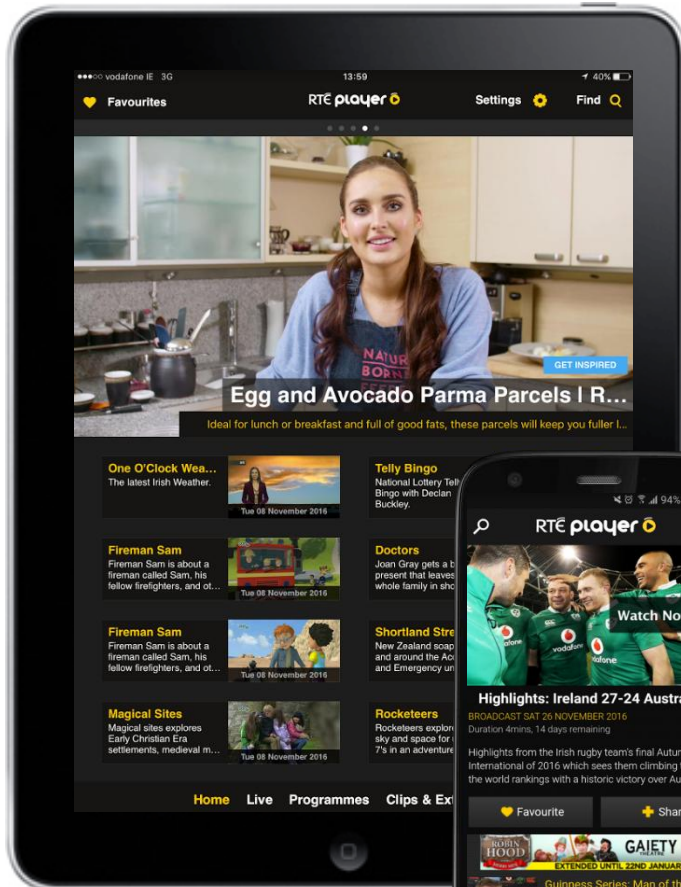 vodafone IE 3G
13:59
40%
Favourites
RTÉ player
Settings
Find
NATUR
BORN
FEEDER
GET INSPIRED
Egg and Avocado Parma Parcels | R...
Ideal for lunch or breakfast and full of good fats, these parcels will keep you fuller l...
One O'Clock Wea...
The latest Irish Weather.
Tue 08 November 2016
Fireman Sam
Fireman Sam is about a
fireman called Sam, his
fellow firefighters, and ot...
Tue 08 November 2016
Fireman Sam
Fireman Sam is about a
fireman called Sam, his
fellow firefighters, and ot...
Tue 08 November 2016
Magical Sites
Magical sites explores
Early Christian Era
settlements, medieval m...
Tue 08 November 2016
Telly Bingo
National Lottery Tell
Bingo with Declan
Buckley.
Doctors
Joan Gray gets a b
present that leaves
whole family in sho
Shortland Stre
New Zealand soap
and around the Acc
and Emergency un
Rocketeers
Rocketeers explore
sky and space for
7's in an adventure
Home Live Programmes Clips & Ext
94%
RTÉ player
Watch No
vodafone
vodafone
Highlights: Ireland 27-24 Austra
BROADCAST SAT 26 NOVEMBER 2016
Duration 4mins, 14 days remaining
Highlights from the Irish rugby team's final Autum
International of 2016 which sees them climbing
the world rankings with a historic victory over Au
Favourite
Shar
ROBIN
HOOD
GAIETY
THEATRE
EXTENDED UNTIL 22ND JANUAR
Guinness Series: Man of th